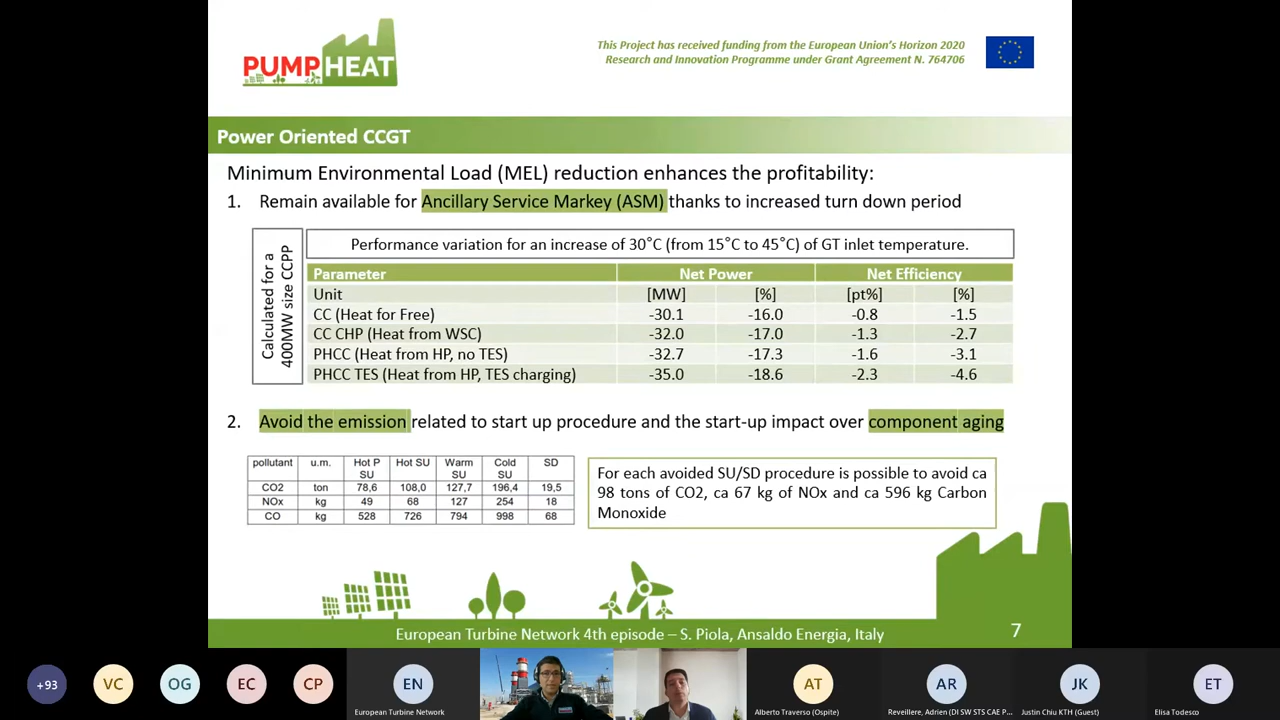 PUMPHEAT
This Project has received funding from the European Union's Horizon 2020
Research and Innovation Programme under Grant Agreement N. 764706
Power Oriented CCGT
Minimum Environmental Load (MEL) reduction enhances the profitability:
1. Remain available for Ancillary Service Markey (ASM) thanks to increased turn down period
Calculated for a
400MW size CCPP
Performance variation for an increase of 30°C (from 15°C to 45°C) of GT inlet temperature.
Parameter Net Power Net Efficiency
Unit [MW] [%] [pt%] [%]
CC (Heat for Free) -30.1 -16.0 -0.8 -1.5
CC CHP (Heat from WSC) -32.0 -17.0 -1.3 -2.7
PHCC (Heat from HP, no TES) -32.7 -17.3 -1.6 -3.1
PHCC TES (Heat from HP, TES charging) -35.0 -18.6 -2.3 -4.6
2. Avoid the emission related to start up procedure and the start-up impact over component aging
pollutant u.m. Hot P SU Hot SU Warm SU Cold SU SD
CO2 ton 78,6 108,0 127,7 196,4 19,5
NOx kg 49 68 127 254 18
CO kg 528 726 794 998 68
For each avoided SU/SD procedure is possible to avoid ca
98 tons of CO2, ca 67 kg of NOx and ca 596 kg Carbon
Monoxide
European Turbine Network 4th episode – S. Piola, Ansaldo Energia, Italy
7
+93 VC OG EC CP EN AT AR JK ET
European Turbine Network
Alberto Traverso (Ospite)
Reveillere, Adrien (DI SW STS CAE P...
Justin Chiu KTH (Guest)
Elisa Todesco